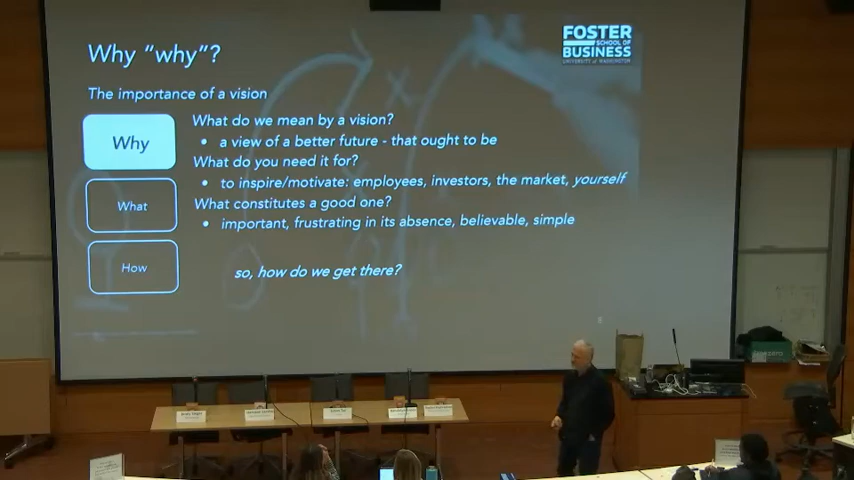 Why “why”?
FOSTER
SCHOOL OF
BUSINESS
UNIVERSITY OF WASHINGTON
The importance of a vision
Why
What do we mean by a vision?
• a view of a better future - that ought to be
What do you need it for?
• to inspire/motivate: employees, investors, the market, yourself
What
What constitutes a good one?
• important, frustrating in its absence, believable, simple
How
so, how do we get there?